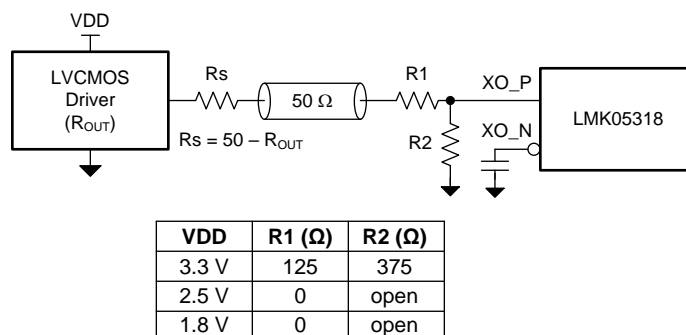 VDD
LVCMOS
Driver
(ROUT)
Rs
50 Ω
R1
XO_P
LMK05318
Rs = 50 – ROUT
R2
XO_N
VDD R1 (Ω) R2 (Ω)
3.3 V 125 375
2.5 V 0 open
1.8 V 0 open